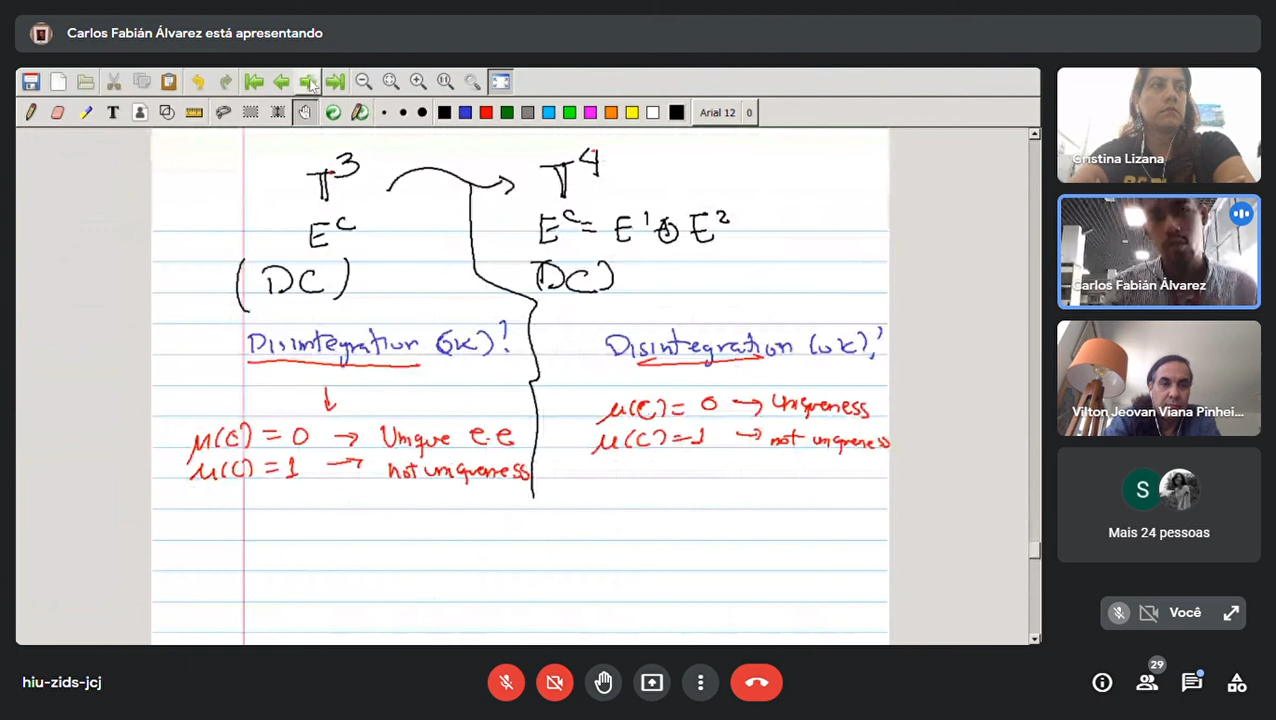 Carlos Fabián Álvarez está apresentando
Arial 12 0
T³ T⁴
Eᶜ Eᶜ = E¹ ⊕ E²
(DC) DC)
Disintegration (OK)? Disintegration (OK)?
μ(C) = 0 → Unique e.e
μ(C) = 1 → not uniqueness
μ(C) = 0 → Uniqueness
μ(C) = 1 → not uniqueness
Cristina Lizana
Carlos Fabián Álvarez
Vilton Jeovan Viana Pinhei...
S
Mais 24 pessoas
Você
hiu-zids-jcj
29